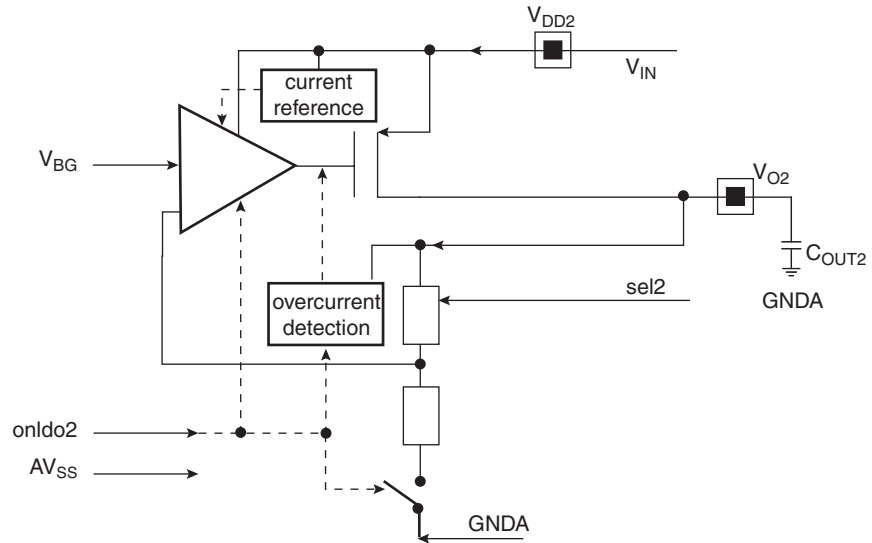 V_DD2
V_IN
current
reference
V_BG
V_O2
C_OUT2
GNDA
sel2
overcurrent
detection
onldo2
AV_SS
GNDA